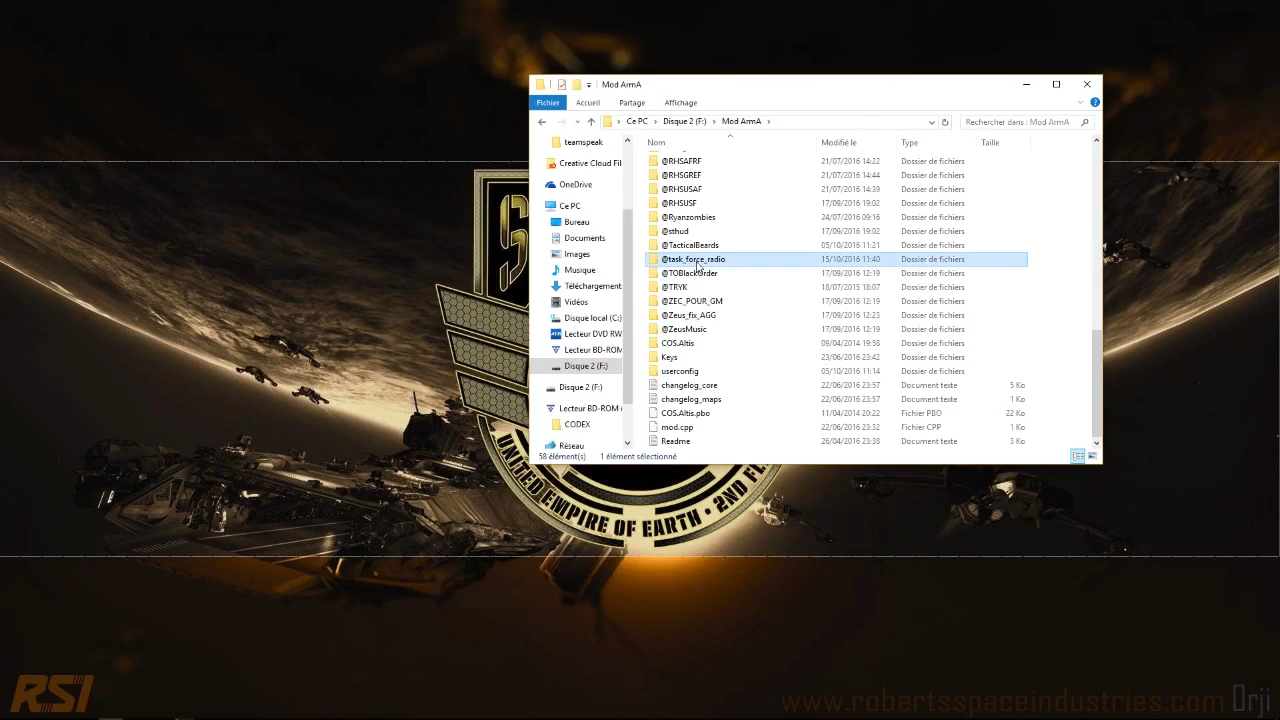 Mod ArmA
Fichier Accueil Partage Affichage
Ce PC > Disque 2 (F:) > Mod ArmA >
Rechercher dans : Mod ArmA
teamspeak
Creative Cloud Fil
OneDrive
Ce PC
Bureau
Documents
Images
Musique
Téléchargement
Vidéos
Disque local (C:)
Lecteur DVD RW
Lecteur BD-ROM
Disque 2 (F:)
Disque 2 (F:)
Lecteur BD-ROM (
CODEX
Réseau
Nom Modifié le Type Taille
@RHSAFRF 21/07/2016 14:22 Dossier de fichiers
@RHSGREF 21/07/2016 14:44 Dossier de fichiers
@RHSUSAF 21/07/2016 14:39 Dossier de fichiers
@RHSUSF 17/09/2016 19:02 Dossier de fichiers
@Ryanzombies 24/07/2016 09:16 Dossier de fichiers
@sthud 17/09/2016 19:02 Dossier de fichiers
@TacticalBeards 05/10/2016 11:21 Dossier de fichiers
@task_force_radio 15/10/2016 11:40 Dossier de fichiers
17/09/2016 12:19 Dossier de fichiers
@TRYK 18/07/2015 18:07 Dossier de fichiers
@ZEC_POUR_GM 17/09/2016 12:19 Dossier de fichiers
@Zeus_fix_AGG 17/09/2016 12:23 Dossier de fichiers
@ZeusMusic 17/09/2016 12:19 Dossier de fichiers
COS.Altis 09/04/2014 19:58 Dossier de fichiers
Keys 23/06/2016 23:42 Dossier de fichiers
userconfig 05/10/2016 11:14 Dossier de fichiers
changelog_core 22/06/2016 23:57 Document texte 5 Ko
changelog_maps 22/06/2016 23:57 Document texte 1 Ko
COS.Altis.pbo 11/04/2014 20:22 Fichier PBO 22 Ko
mod.cpp 22/06/2016 23:32 Fichier CPP 1 Ko
Readme 26/04/2016 23:38 Document texte 3 Ko
58 élément(s) 1 élément sélectionné
UNITED EMPIRE OF EARTH • 2ND
RSI
www.robertsspaceindustries.com Orji